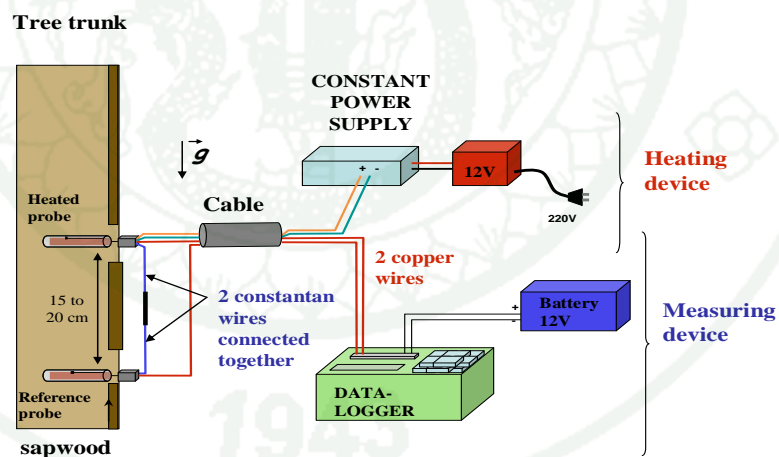 Tree trunk
CONSTANT
POWER
SUPPLY
g
+ -
12V
220V
Heating
device
Heated
probe
Cable
2 copper
wires
15 to
20 cm
2 constantan
wires
connected
together
+
-
Battery
12V
Measuring
device
DATA-
LOGGER
Reference
probe
sapwood
1943